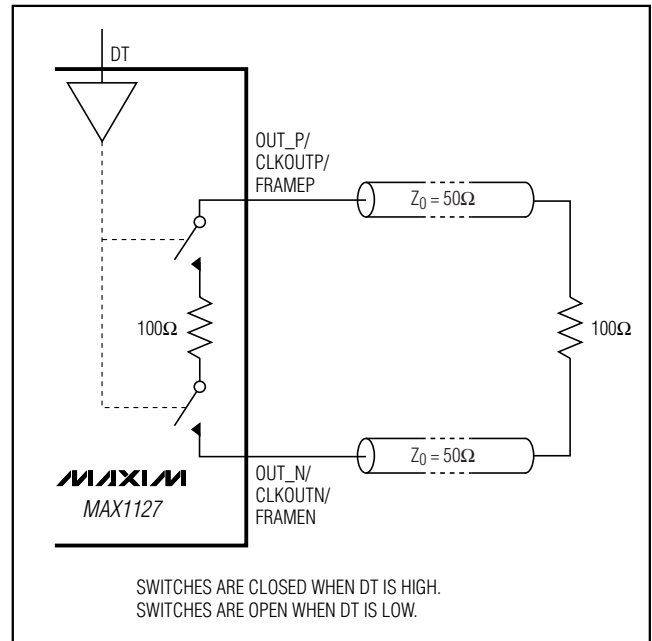 DT
OUT_P/
CLKOUTP/
FRAMEP
Z0 = 50Ω
100Ω
100Ω
Z0 = 50Ω
MAXIM
MAX1127
OUT_N/
CLKOUTN/
FRAMEN
SWITCHES ARE CLOSED WHEN DT IS HIGH.
SWITCHES ARE OPEN WHEN DT IS LOW.